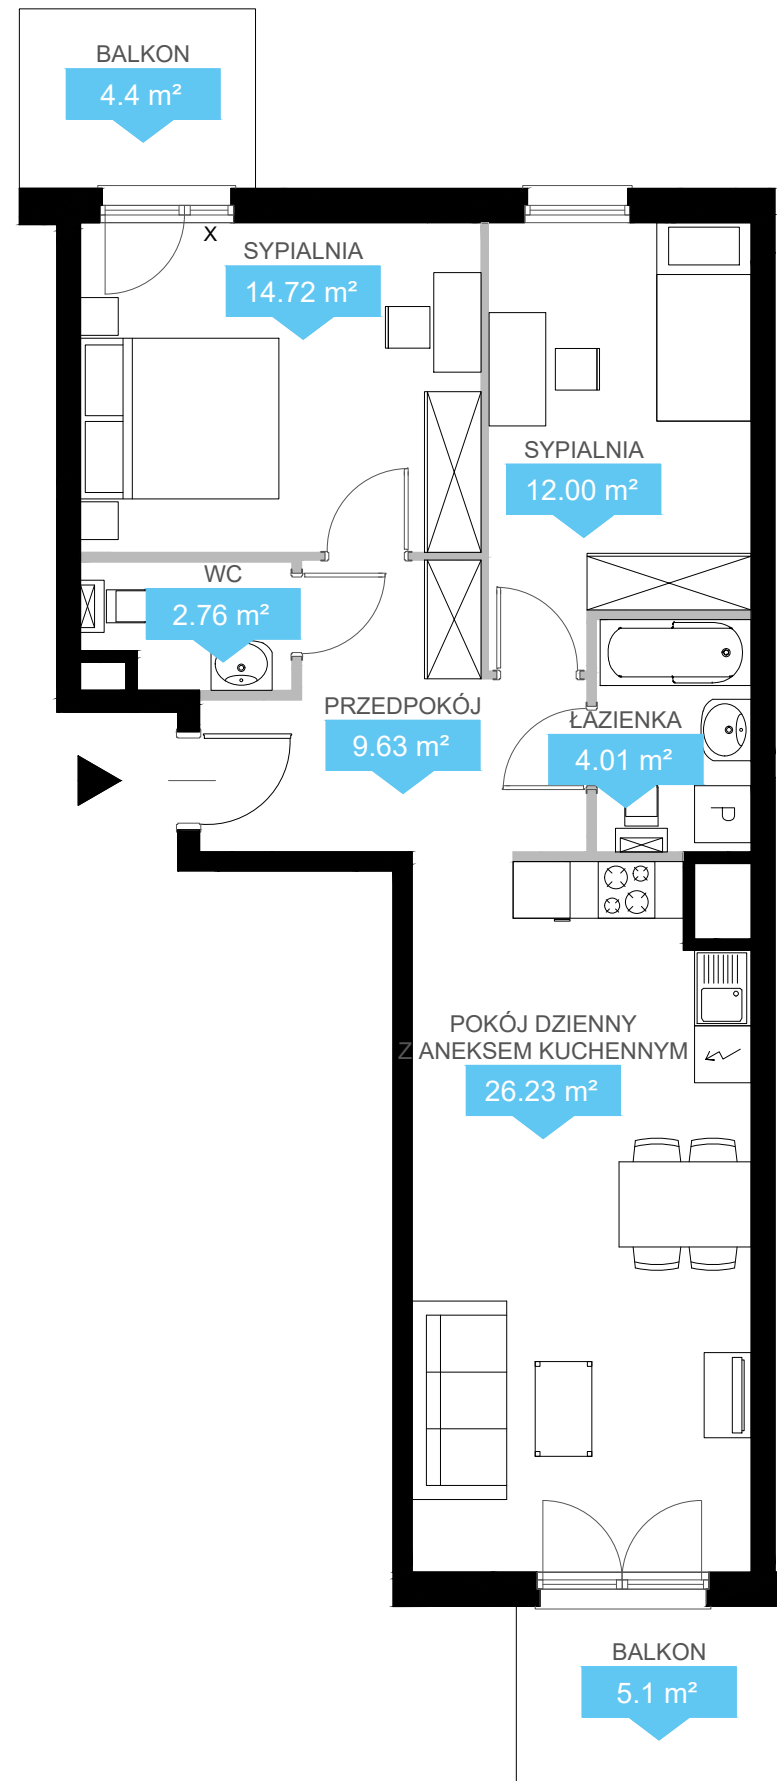 BALKON
4.4 m²
X
SYPIALNIA
14.72 m²
SYPIALNIA
12.00 m²
WC
2.76 m²
PRZEDPOKÓJ
9.63 m²
ŁAZIENKA
4.01 m²
P
POKÓJ DZIENNY
Z ANEKSEM KUCHENNYM
26.23 m²
BALKON
5.1 m²